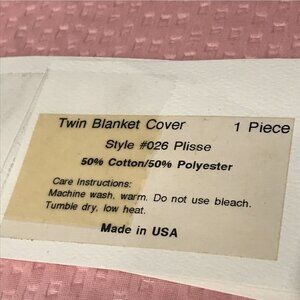 Twin Blanket Cover 1 Piece
Style #026 Plisse
50% Cotton/50% Polyester
Care Instructions:
Machine wash, warm. Do not use bleach.
Tumble dry, low heat.
Made in USA